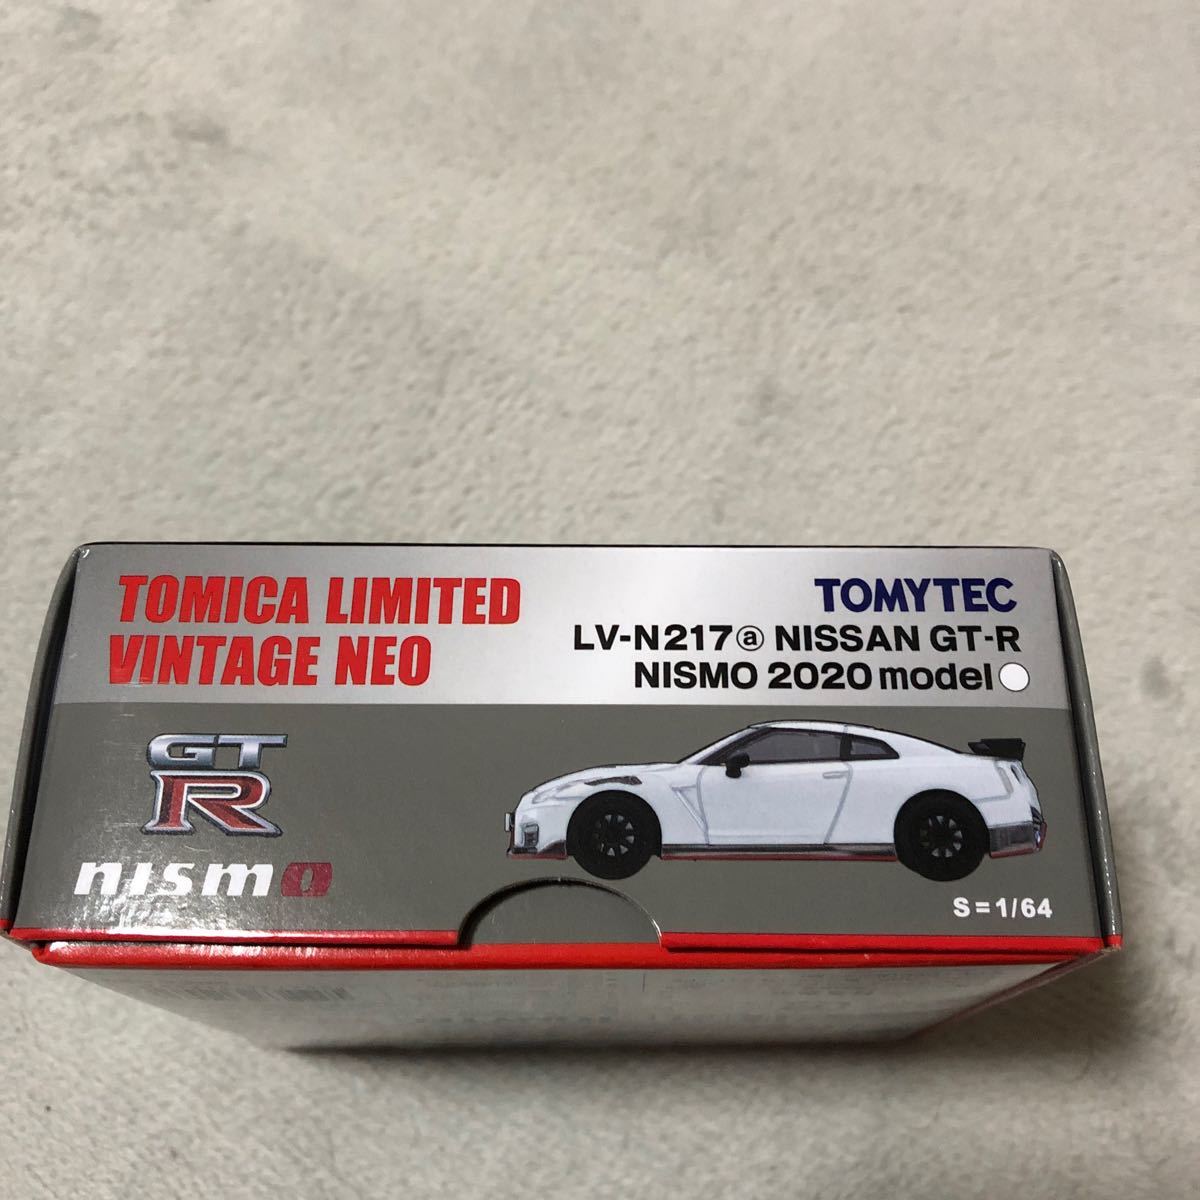 TOMICA LIMITED
VINTAGE NEO
TOMYTEC
LV-N217ⓐ NISSAN GT-R
NISMO 2020 model
GT
R
nismo
S=1/64